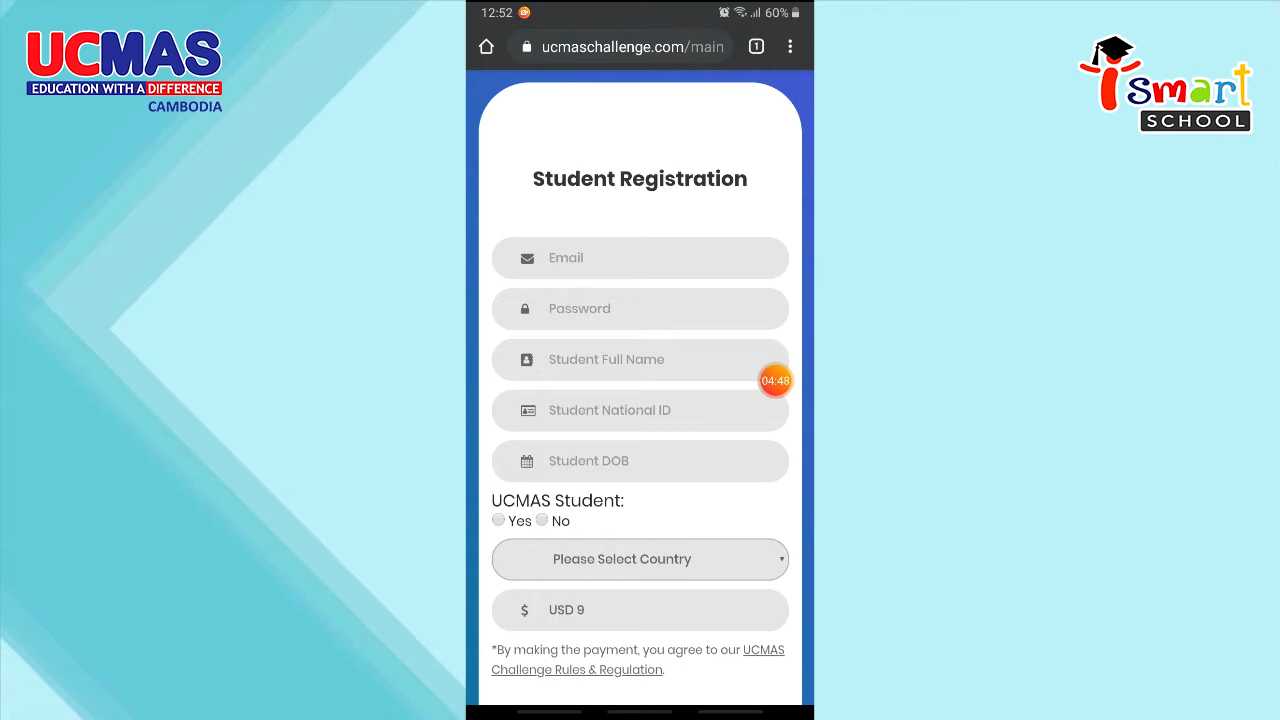 UCMAS
EDUCATION WITH A DIFFERENCE
CAMBODIA
12:52
60%
ucmaschallenge.com/main
1
i smart
SCHOOL
Student Registration
Email
Password
Student Full Name
04:48
Student National ID
Student DOB
UCMAS Student:
Yes No
Please Select Country
$ USD 9
*By making the payment, you agree to our UCMAS
Challenge Rules & Regulation.